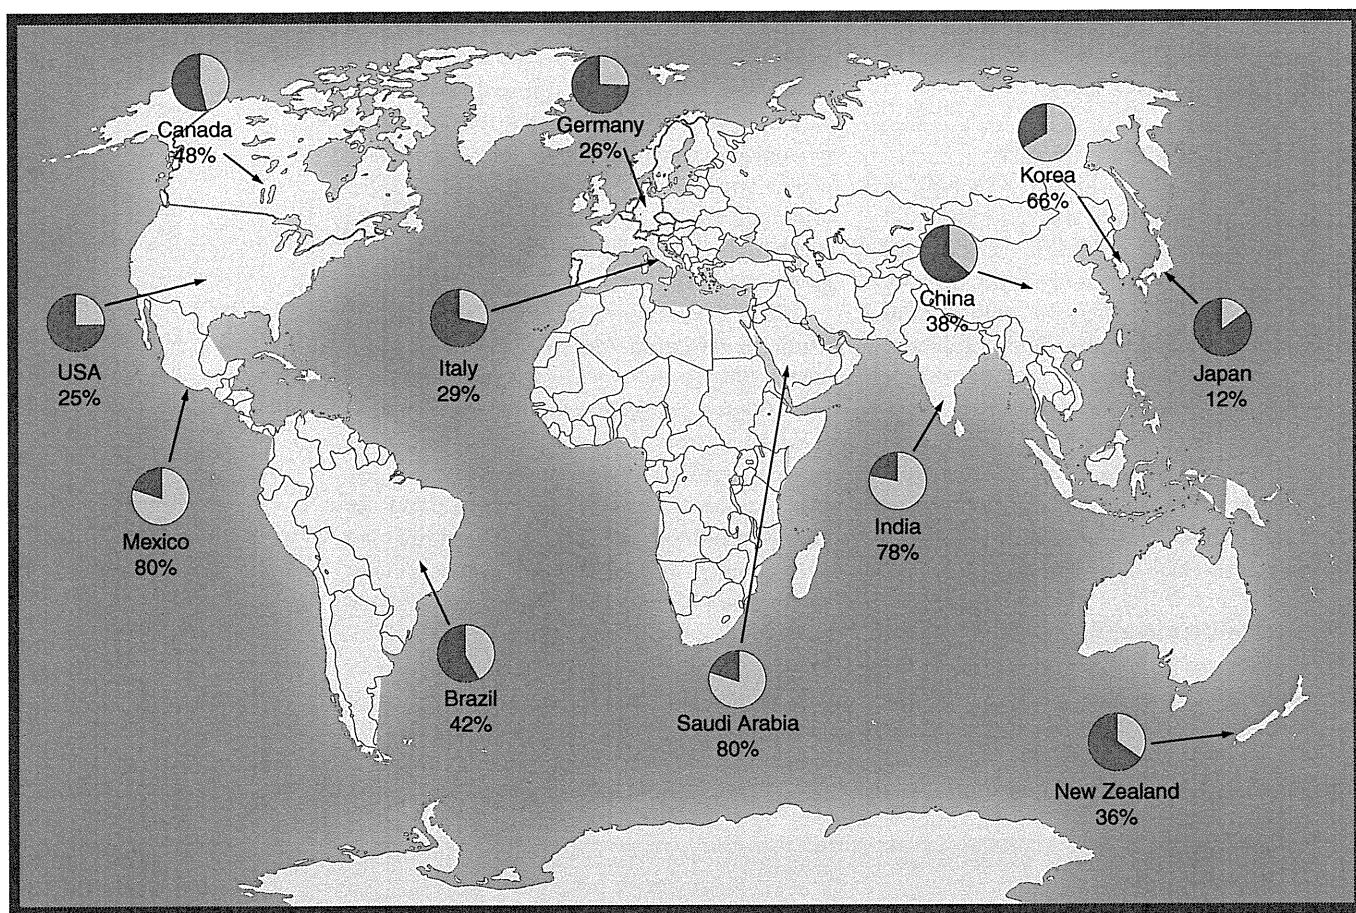 Canada
48%
Germany
26%
Korea
66%
China
38%
USA
25%
Italy
29%
Japan
12%
Mexico
80%
India
78%
Brazil
42%
Saudi Arabia
80%
New Zealand
36%